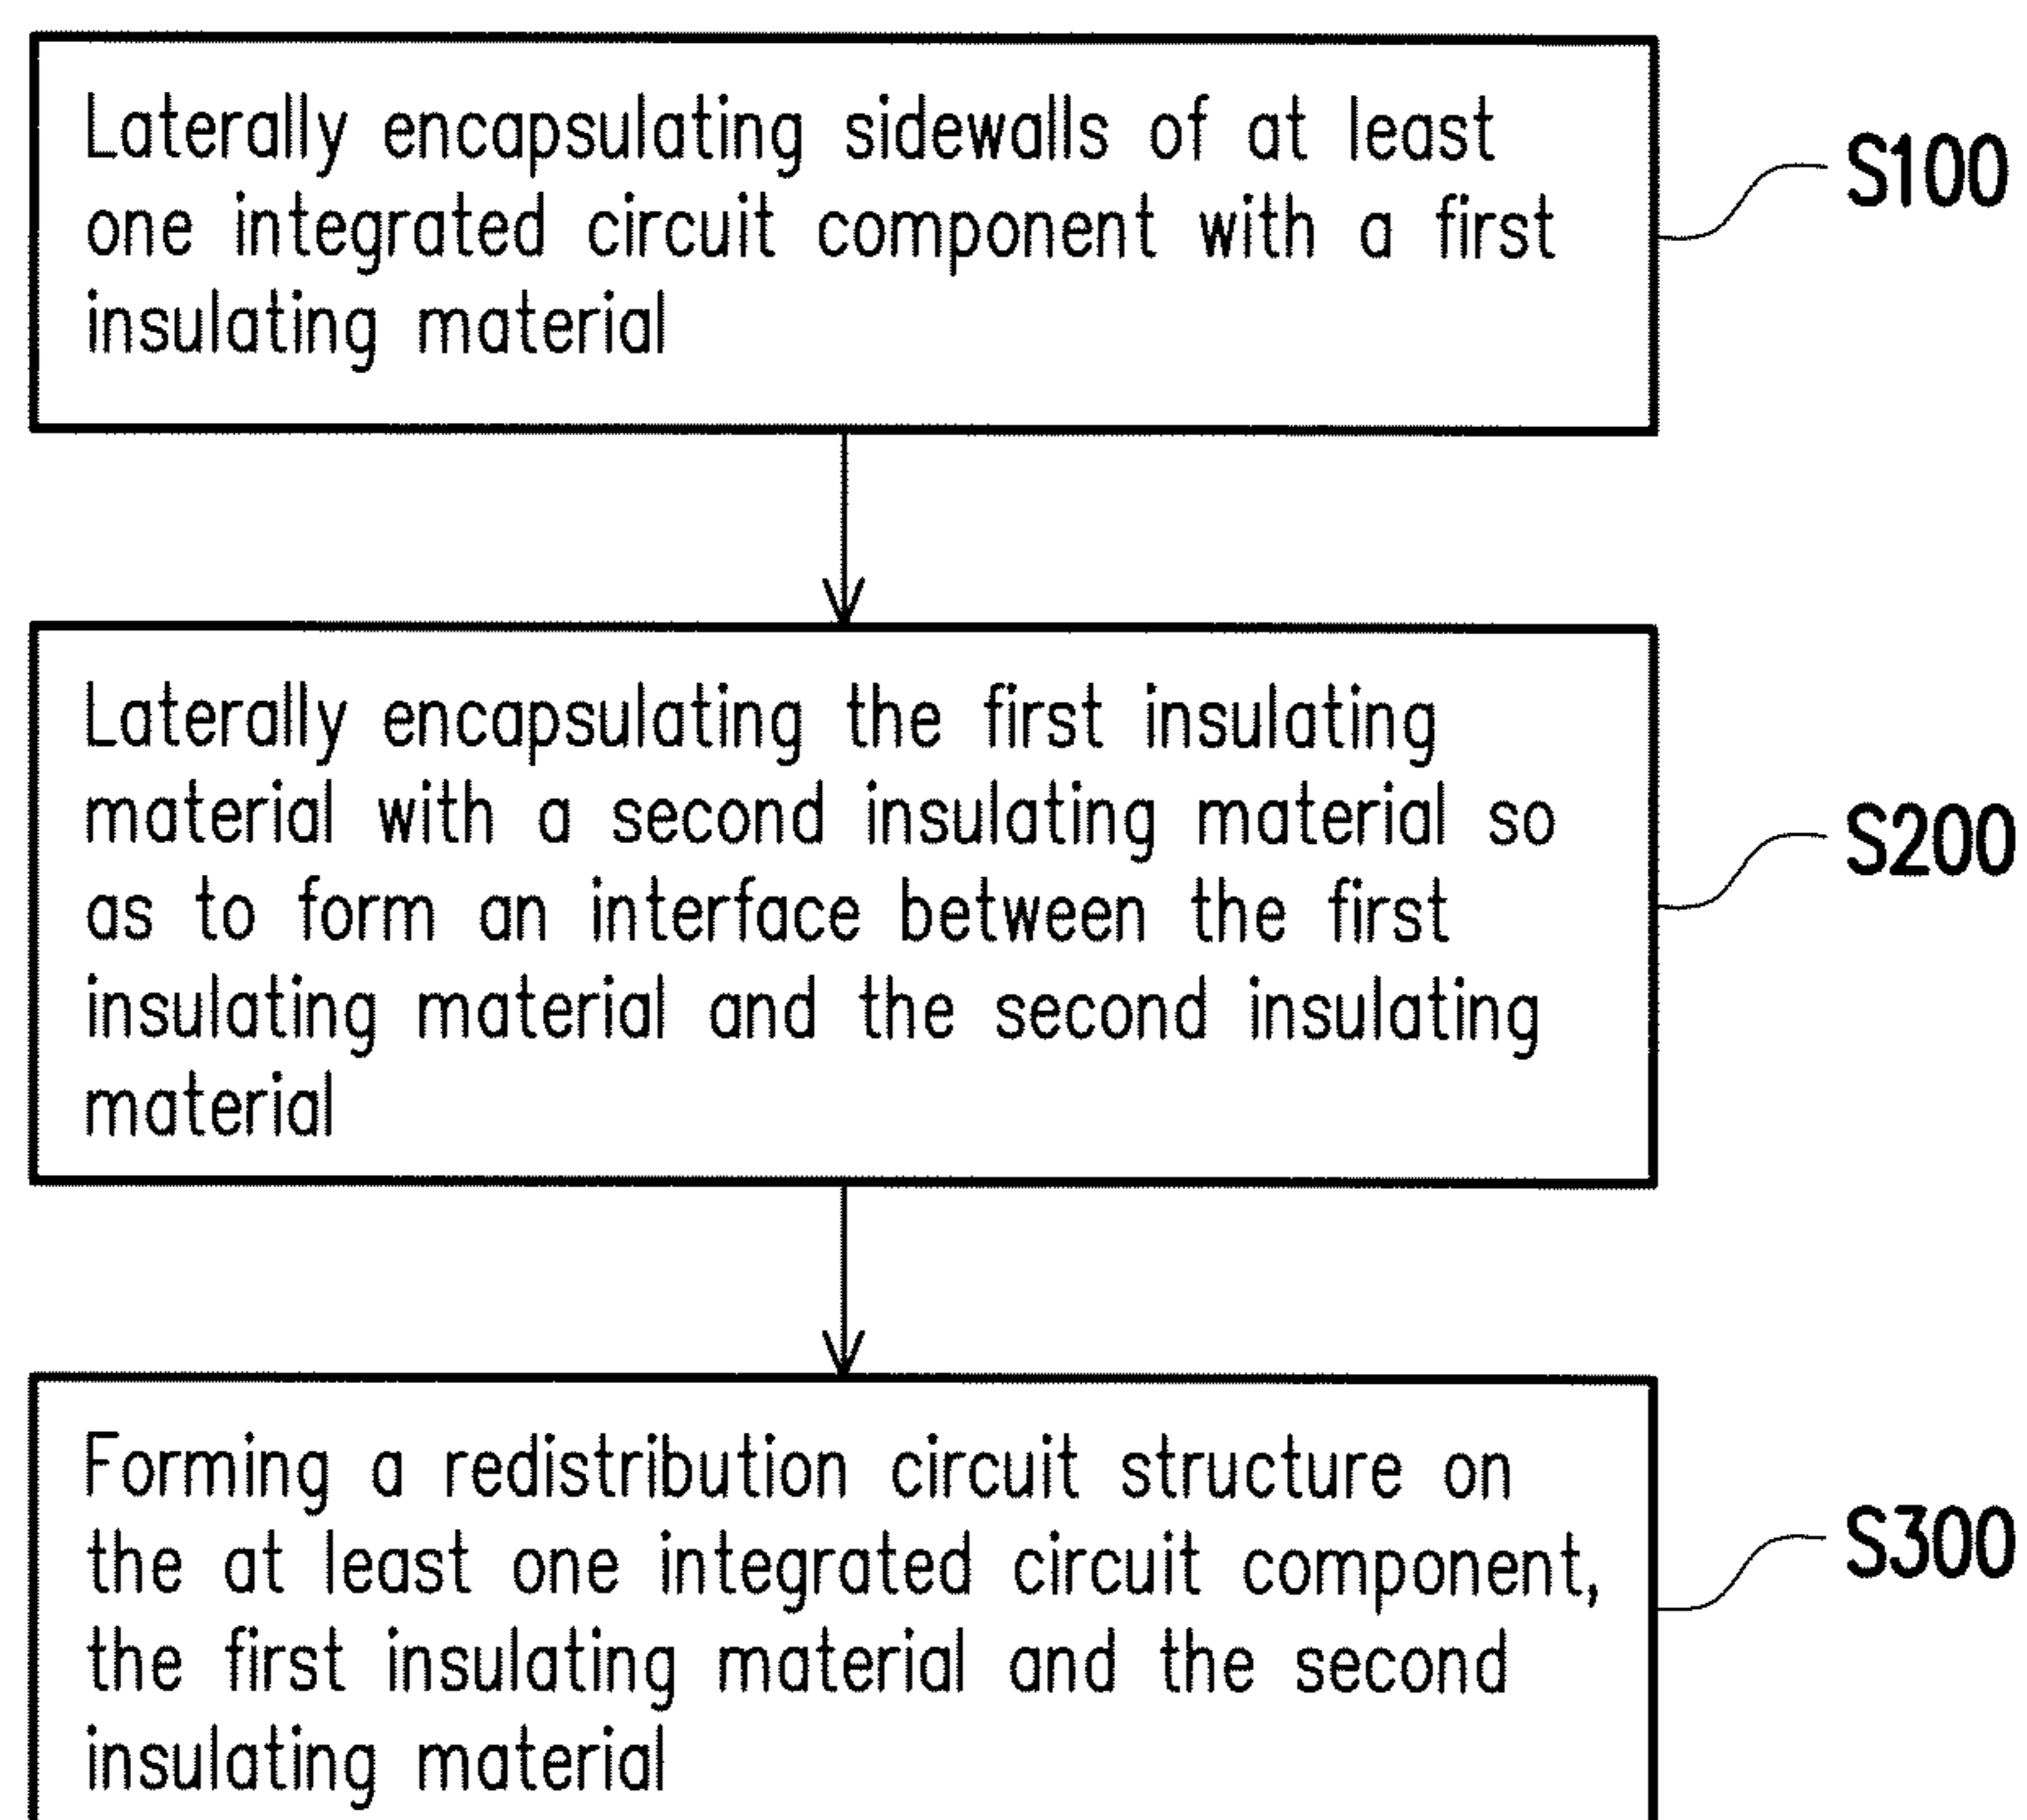 Laterally encapsulating sidewalls of at least
one integrated circuit component with a first
insulating material
S100
Laterally encapsulating the first insulating
material with a second insulating material so
as to form an interface between the first
insulating material and the second insulating
material
S200
Forming a redistribution circuit structure on
the at least one integrated circuit component,
the first insulating material and the second
insulating material
S300